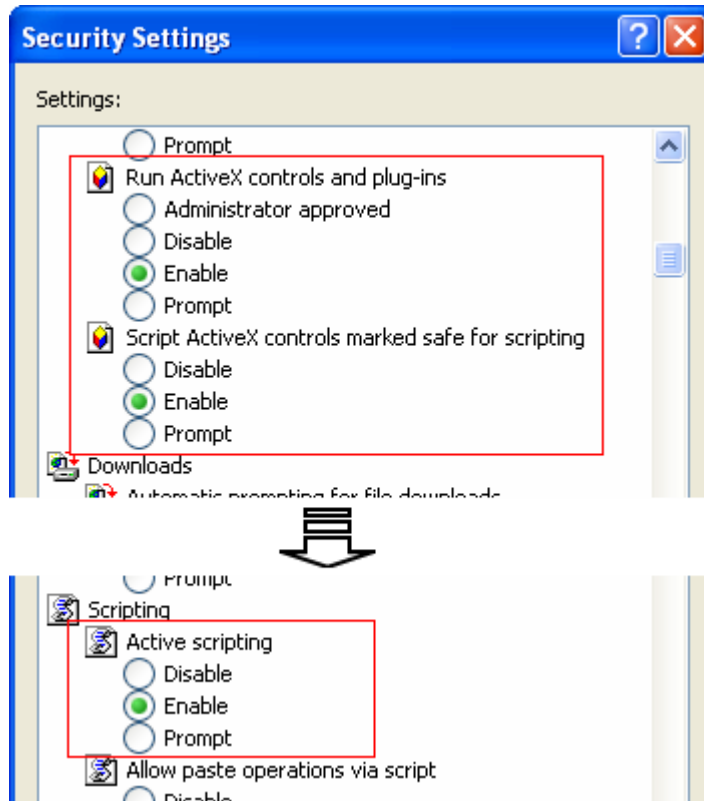 Security Settings
Settings:
Prompt
Run ActiveX controls and plug-ins
Administrator approved
Disable
Enable
Prompt
Script ActiveX controls marked safe for scripting
Disable
Enable
Prompt
Downloads
Automatic prompting for file downloads
Prompt
Scripting
Active scripting
Disable
Enable
Prompt
Allow paste operations via script
Disable